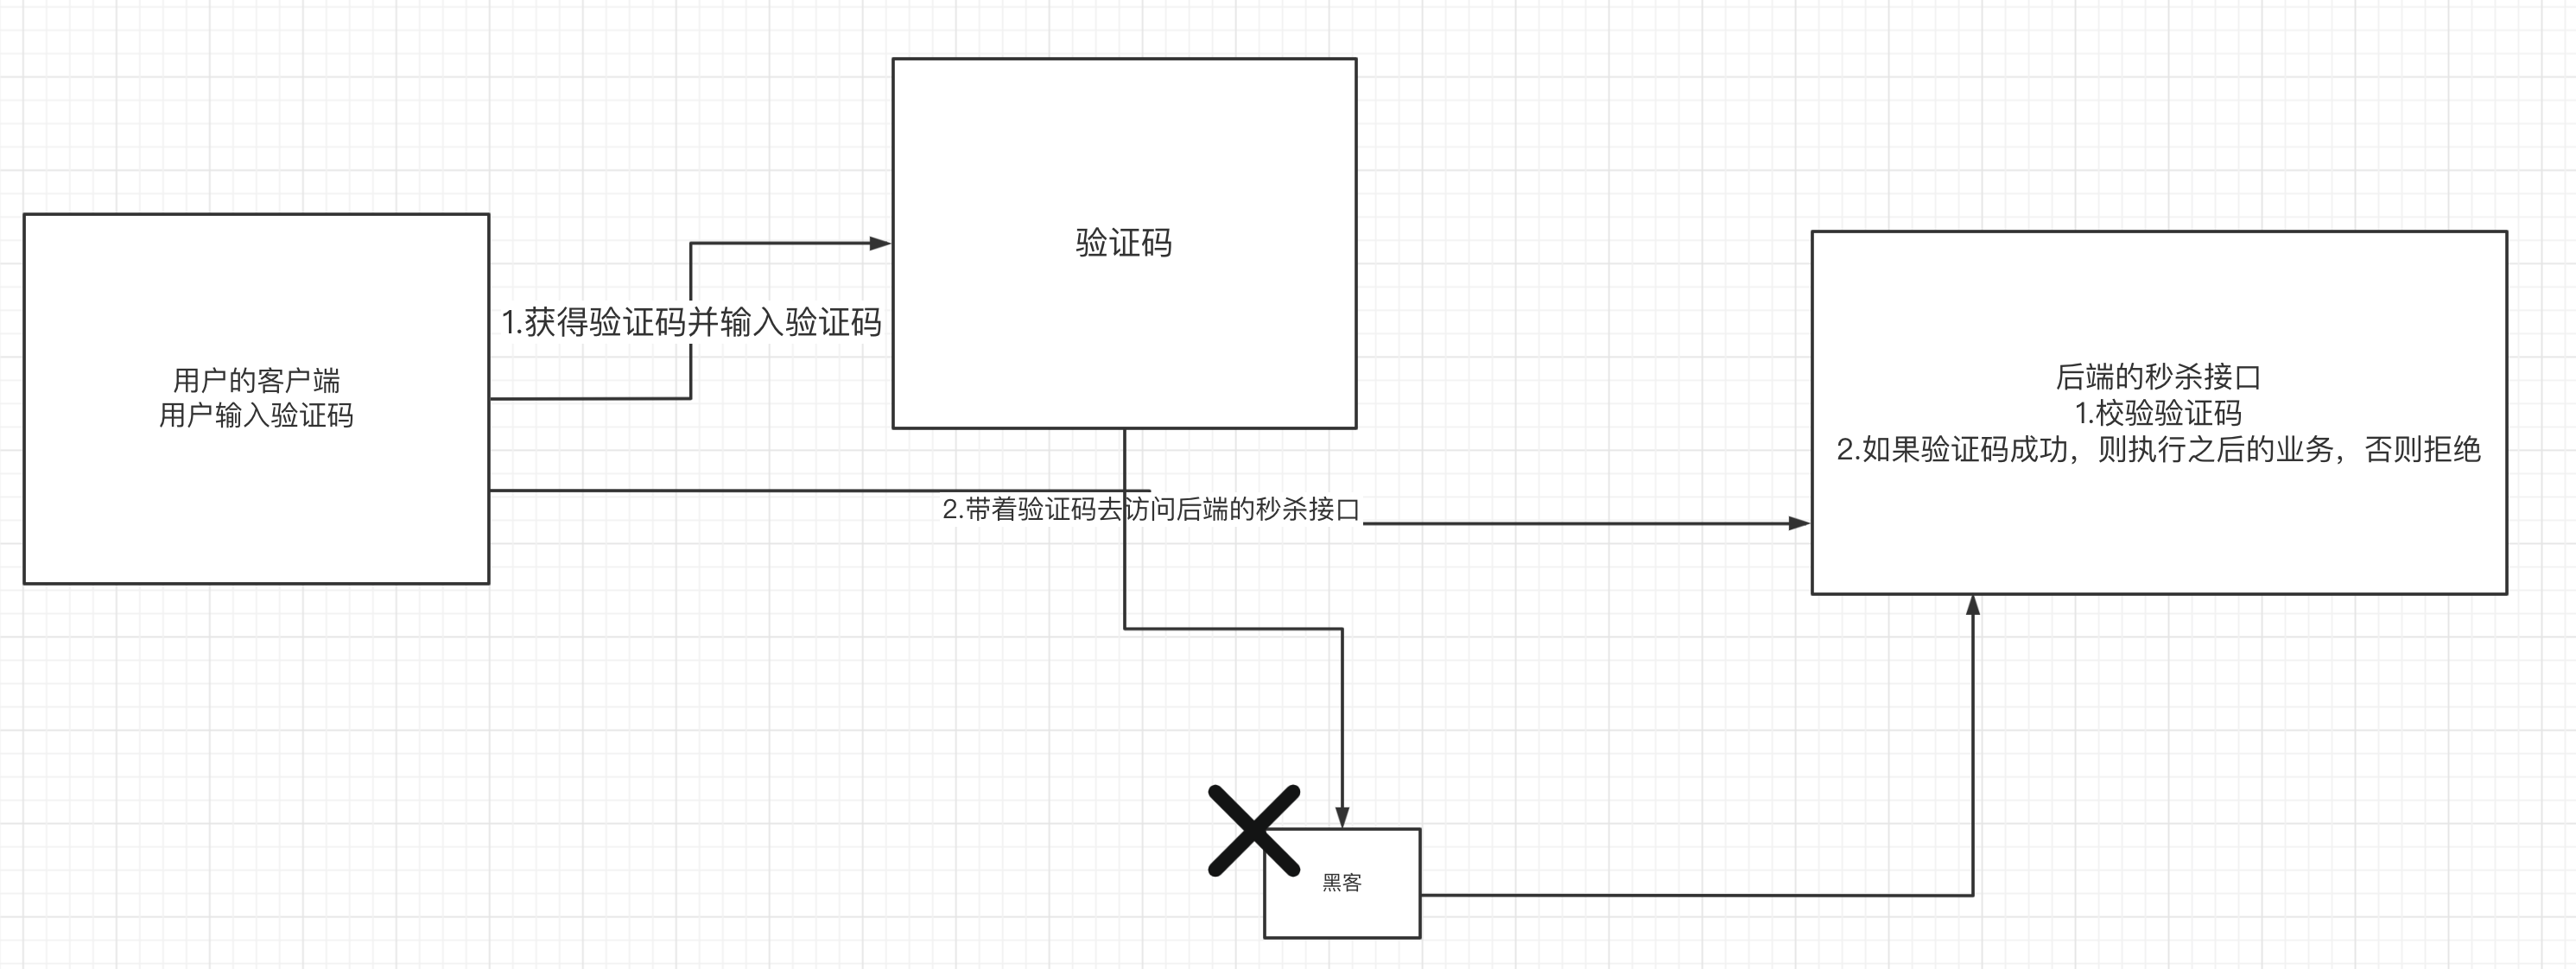 验证码
1.获得验证码并输入验证码
用户的客户端
用户输入验证码
后端的秒杀接口
1.校验验证码
2.如果验证码成功，则执行之后的业务，否则拒绝
2.带着验证码去访问后端的秒杀接口
黑客